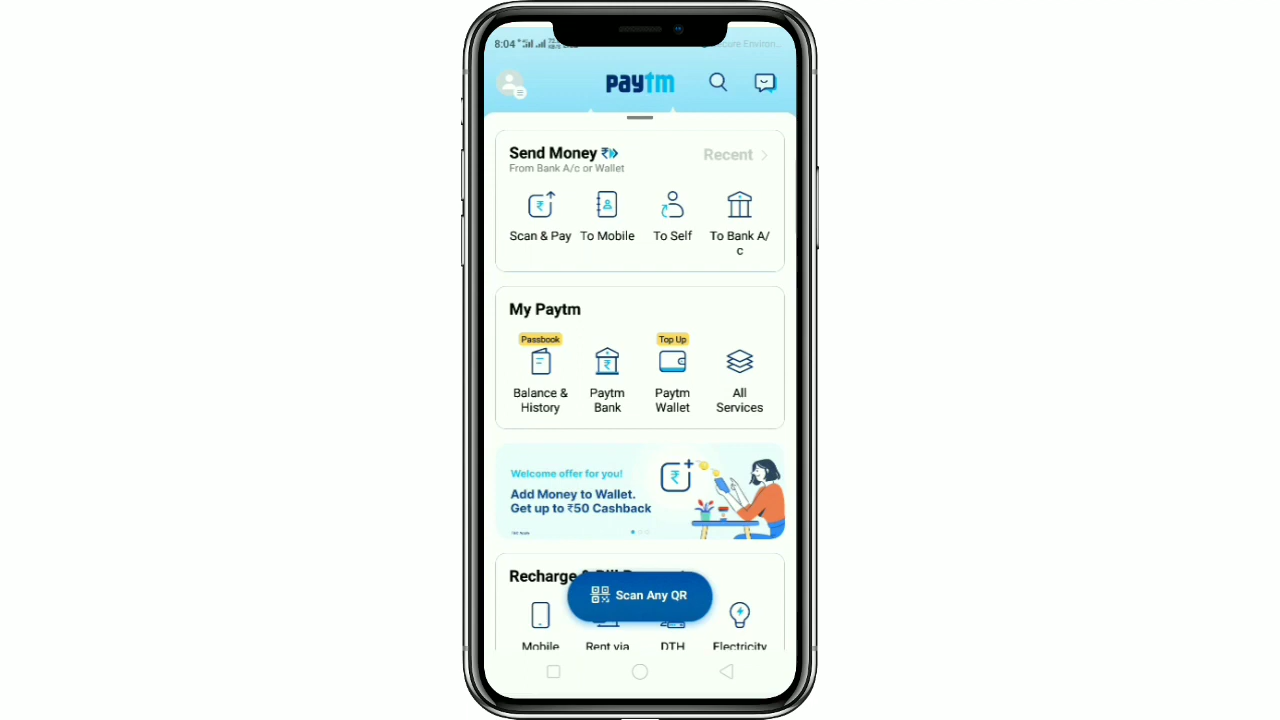 8:04
paytm
Send Money
Recent
From Bank A/c or Wallet
Scan & Pay
To Mobile
To Self
To Bank A/
c
My Paytm
Passbook
Top Up
Balance &
History
Paytm
Bank
Paytm
Wallet
All
Services
Welcome offer for you!
Add Money to Wallet.
Get up to ₹50 Cashback
Recharge
Scan Any QR
Mobile
Rent via
DTH
Electricity